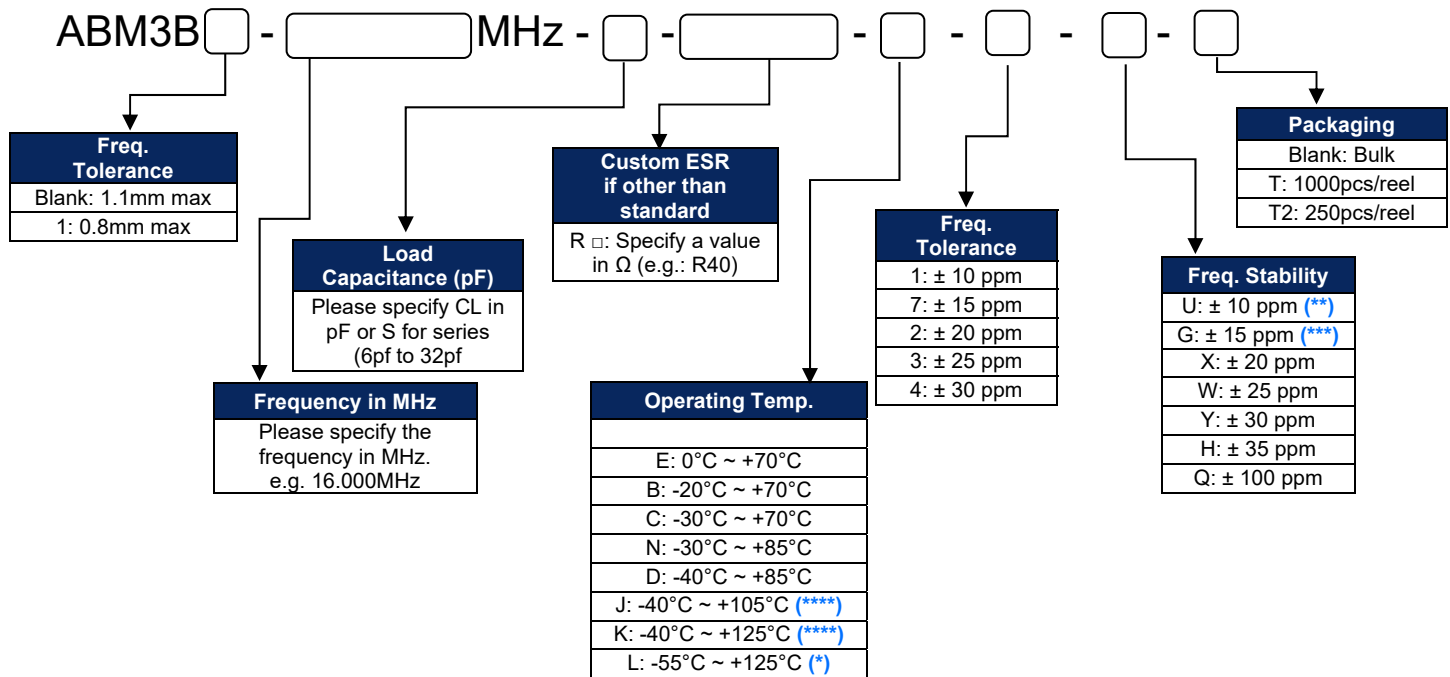 ABM3B - MHz - - - - - -
Freq.
Tolerance
Blank: 1.1mm max
1: 0.8mm max
Frequency in MHz
Please specify the
frequency in MHz.
e.g. 16.000MHz
Load
Capacitance (pF)
Please specify CL in
pF or S for series
(6pf to 32pf
Custom ESR
if other than
standard
R □: Specify a value
in Ω (e.g.: R40)
Operating Temp.
E: 0°C ~ +70°C
B: -20°C ~ +70°C
C: -30°C ~ +70°C
N: -30°C ~ +85°C
D: -40°C ~ +85°C
J: -40°C ~ +105°C (****)
K: -40°C ~ +125°C (****)
L: -55°C ~ +125°C (*)
Freq.
Tolerance
1: ± 10 ppm
7: ± 15 ppm
2: ± 20 ppm
3: ± 25 ppm
4: ± 30 ppm
Freq. Stability
U: ± 10 ppm (**)
G: ± 15 ppm (***)
X: ± 20 ppm
W: ± 25 ppm
Y: ± 30 ppm
H: ± 35 ppm
Q: ± 100 ppm
Packaging
Blank: Bulk
T: 1000pcs/reel
T2: 250pcs/reel